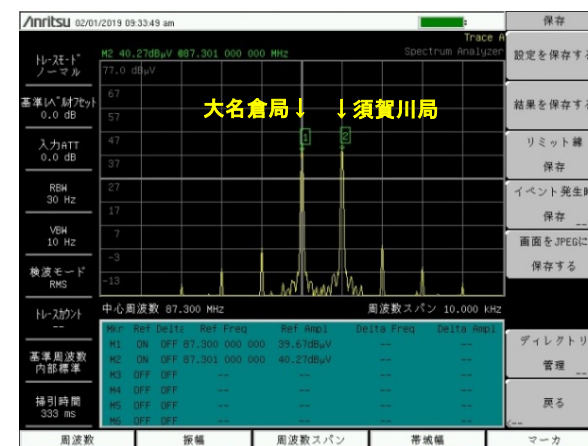 Anritsu 02/01/2019 09:33:49 am
保存
Trace A
M2 40.27dBµV @87.301 000 000 MHz
Spectrum Analyzer
トレースモード
ノーマル
77.0 dBµV
設定を保存する
67
基準レベルオフセット
0.0 dB
大名倉局↓ ↓須賀川局
結果を保存する
57
入力ATT
0.0 dB
47
1 2
リミット線
保存
37
RBW
30 Hz
27
イベント発生時
保存
17
VBW
10 Hz
7
画面をJPEGに
保存する
-3
検波モード
RMS
-13
トレースカウント
--
中心周波数 87.300 MHz 周波数スパン 10.000 kHz
Mkr Ref Delta Ref Freq Ref Ampl Delta Freq Delta Ampl
M1 ON OFF 87.300 000 000 39.67dBµV -- --
M2 ON OFF 87.301 000 000 40.27dBµV -- --
M3 OFF OFF -- -- -- --
M4 OFF OFF -- -- -- --
M5 OFF OFF -- -- -- --
M6 OFF OFF -- -- -- --
基準周波数
内部標準
ディレクトリ
管理
掃引時間
333 ms
戻る
周波数 振幅 周波数スパン 帯域幅 マーカ